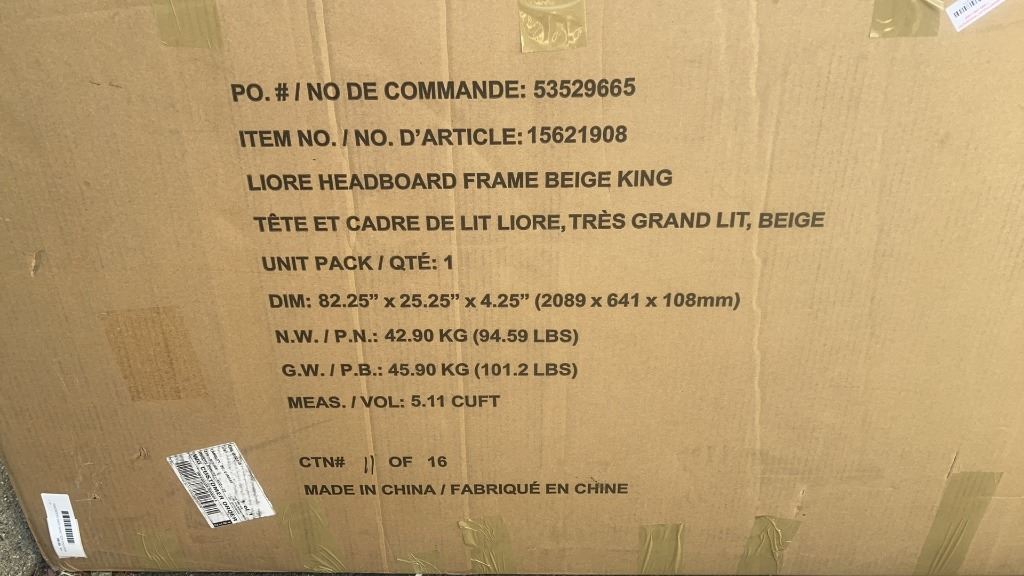 PO. # / NO DE COMMANDE: 53529665
ITEM NO. / NO. D'ARTICLE: 15621908
LIORE HEADBOARD FRAME BEIGE KING
TÊTE ET CADRE DE LIT LIORE, TRÈS GRAND LIT, BEIGE
UNIT PACK / QTÉ: 1
DIM: 82.25” x 25.25” x 4.25” (2089 x 641 x 108mm)
N.W. / P.N.: 42.90 KG (94.59 LBS)
G.W. / P.B.: 45.90 KG (101.2 LBS)
MEAS. / VOL: 5.11 CUFT
CTN# 11 OF 16
MADE IN CHINA / FABRIQUÉ EN CHINE
CUSTOMER ORDER